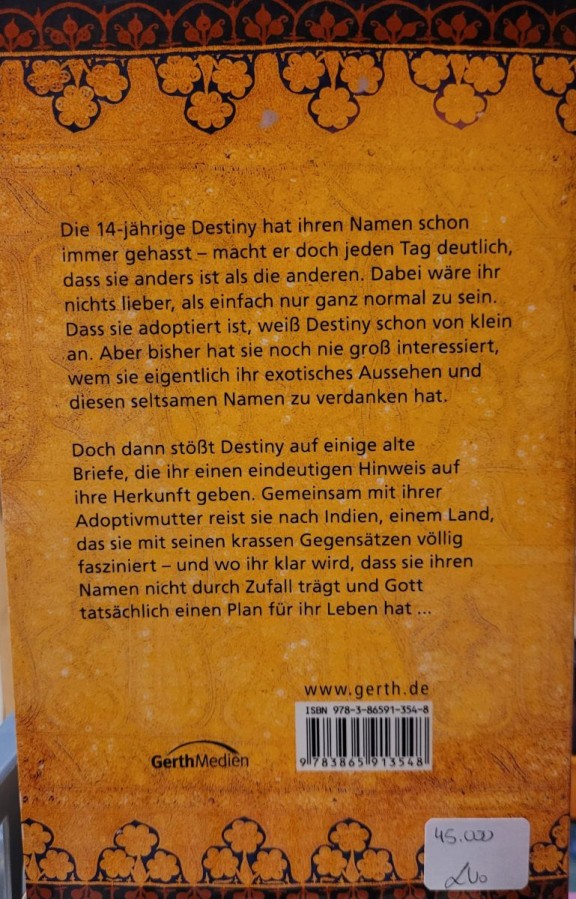 Die 14-jährige Destiny hat ihren Namen schon
immer gehasst – macht er doch jeden Tag deutlich,
dass sie anders ist als die anderen. Dabei wäre ihr
nichts lieber, als einfach nur ganz normal zu sein.
Dass sie adoptiert ist, weiß Destiny schon von klein
an. Aber bisher hat sie noch nie groß interessiert,
wem sie eigentlich ihr exotisches Aussehen und
diesen seltsamen Namen zu verdanken hat.
Doch dann stößt Destiny auf einige alte
Briefe, die ihr einen eindeutigen Hinweis auf
ihre Herkunft geben. Gemeinsam mit ihrer
Adoptivmutter reist sie nach Indien, einem Land,
das sie mit seinen krassen Gegensätzen völlig
fasziniert – und wo ihr klar wird, dass sie ihren
Namen nicht durch Zufall trägt und Gott
tatsächlich einen Plan für ihr Leben hat ...
www.gerth.de
ISBN 978-3-86591-354-8
9 783865 913548
GerthMedien
45.000